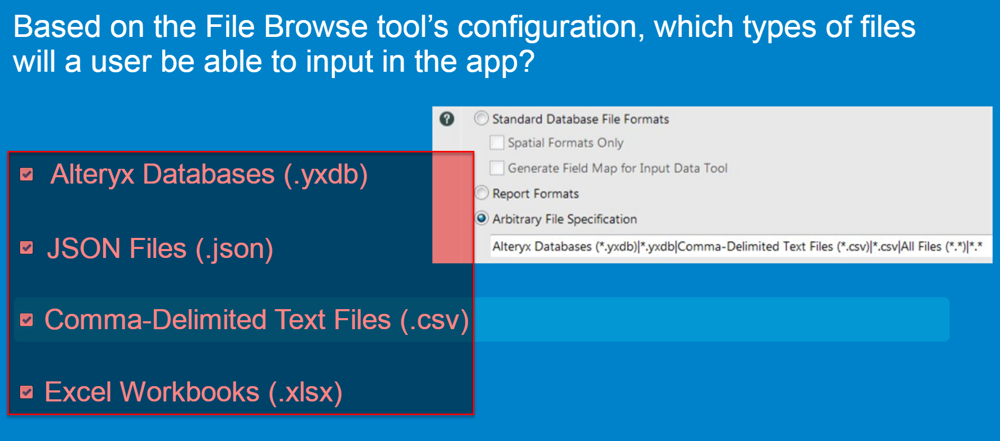 Based on the File Browse tool’s configuration, which types of files
will a user be able to input in the app?
?
Standard Database File Formats
Spatial Formats Only
Generate Field Map for Input Data Tool
Report Formats
Arbitrary File Specification
Alteryx Databases (*.yxdb)|*.yxdb|Comma-Delimited Text Files (*.csv)|*.csv|All Files (*.*)|*.*
Alteryx Databases (.yxdb)
JSON Files (.json)
Comma-Delimited Text Files (.csv)
Excel Workbooks (.xlsx)